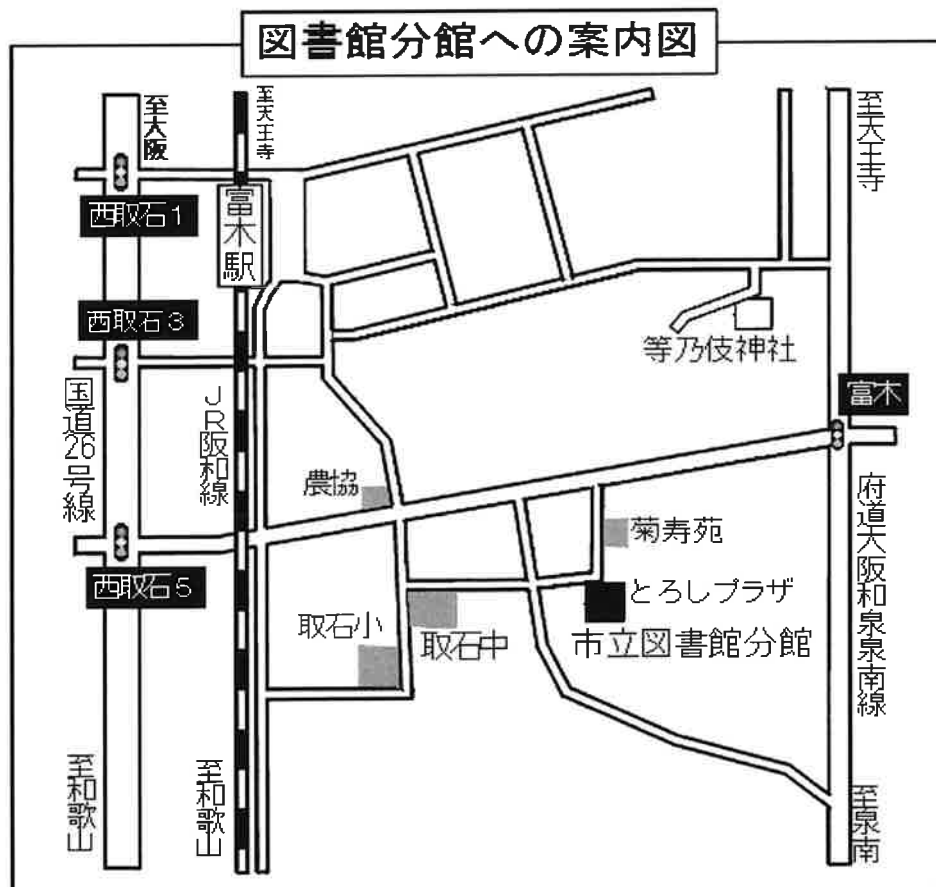 図書館分館への案内図
至大阪
至天王寺
至天王寺
西取石1
富木駅
西取石3
等乃伎神社
富木
国道26号線
JR阪和線
農協
菊寿苑
府道大阪和泉泉南線
西取石5
とろしプラザ
取石小
取石中
市立図書館分館
至和歌山
至和歌山
至泉南